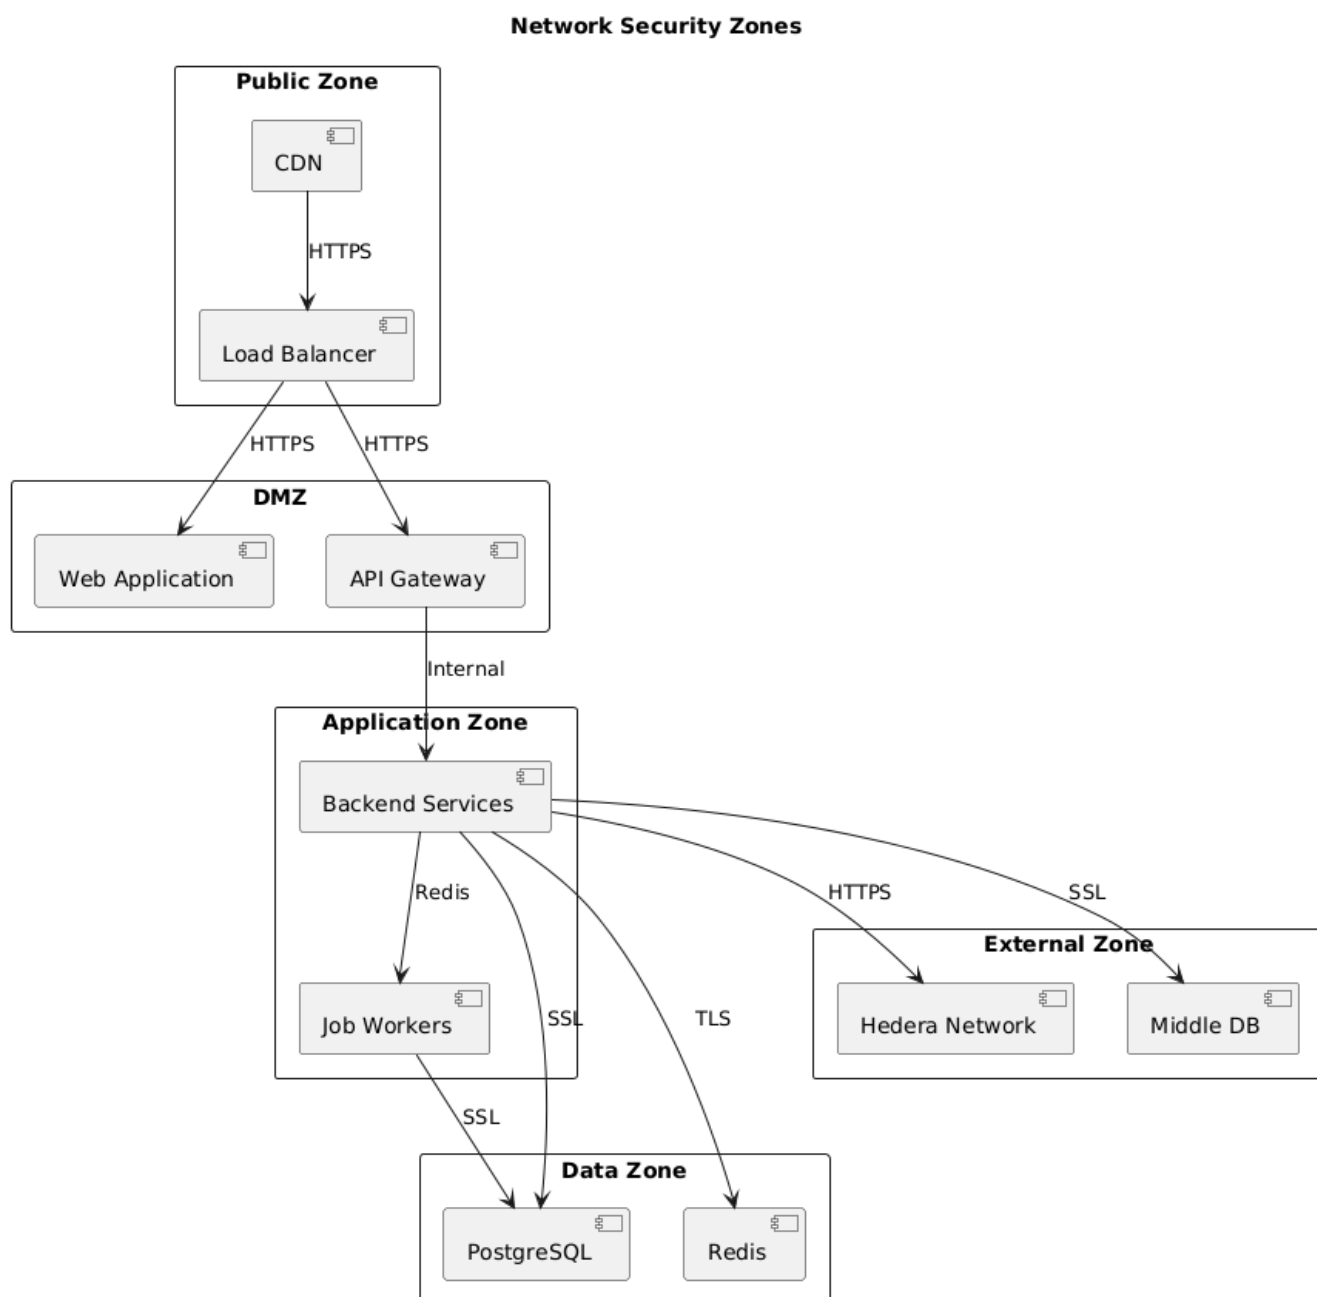 Network Security Zones
Public Zone
CDN
HTTPS
Load Balancer
HTTPS
HTTPS
DMZ
Web Application
API Gateway
Internal
Application Zone
Backend Services
Redis
HTTPS
SSL
External Zone
Job Workers
SSL
TLS
Hedera Network
Middle DB
SSL
Data Zone
PostgreSQL
Redis